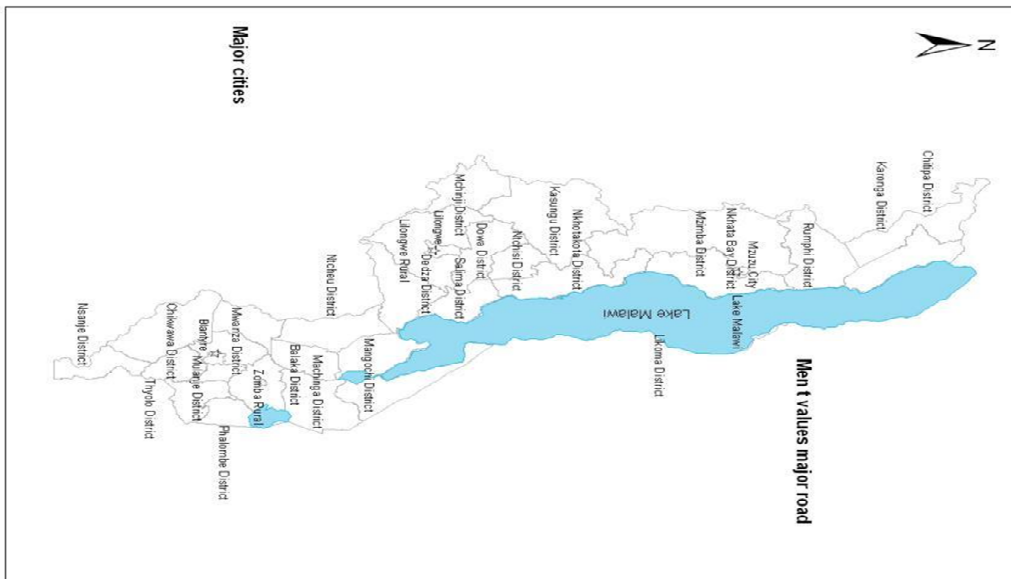 N
Chitipa District
Karonga District
Men t values major road
Rumphi District
Mzuzu City
Nkhata Bay District
Lake Malawi
Mzimba District
Likoma District
Lake Malawi
Nkhotakota District
Kasungu District
Ntchisi District
Dowa District
Mchinji District
Salima District
Lilongwe
Dedza District
Lilongwe Rural
Mangochi District
Ntcheu District
Machinga District
Balaka District
Zomba Rural
Major cities
Mwanza District
Phalombe District
Blantyre
Mulanje District
Chikwawa District
Thyolo District
Nsanje District